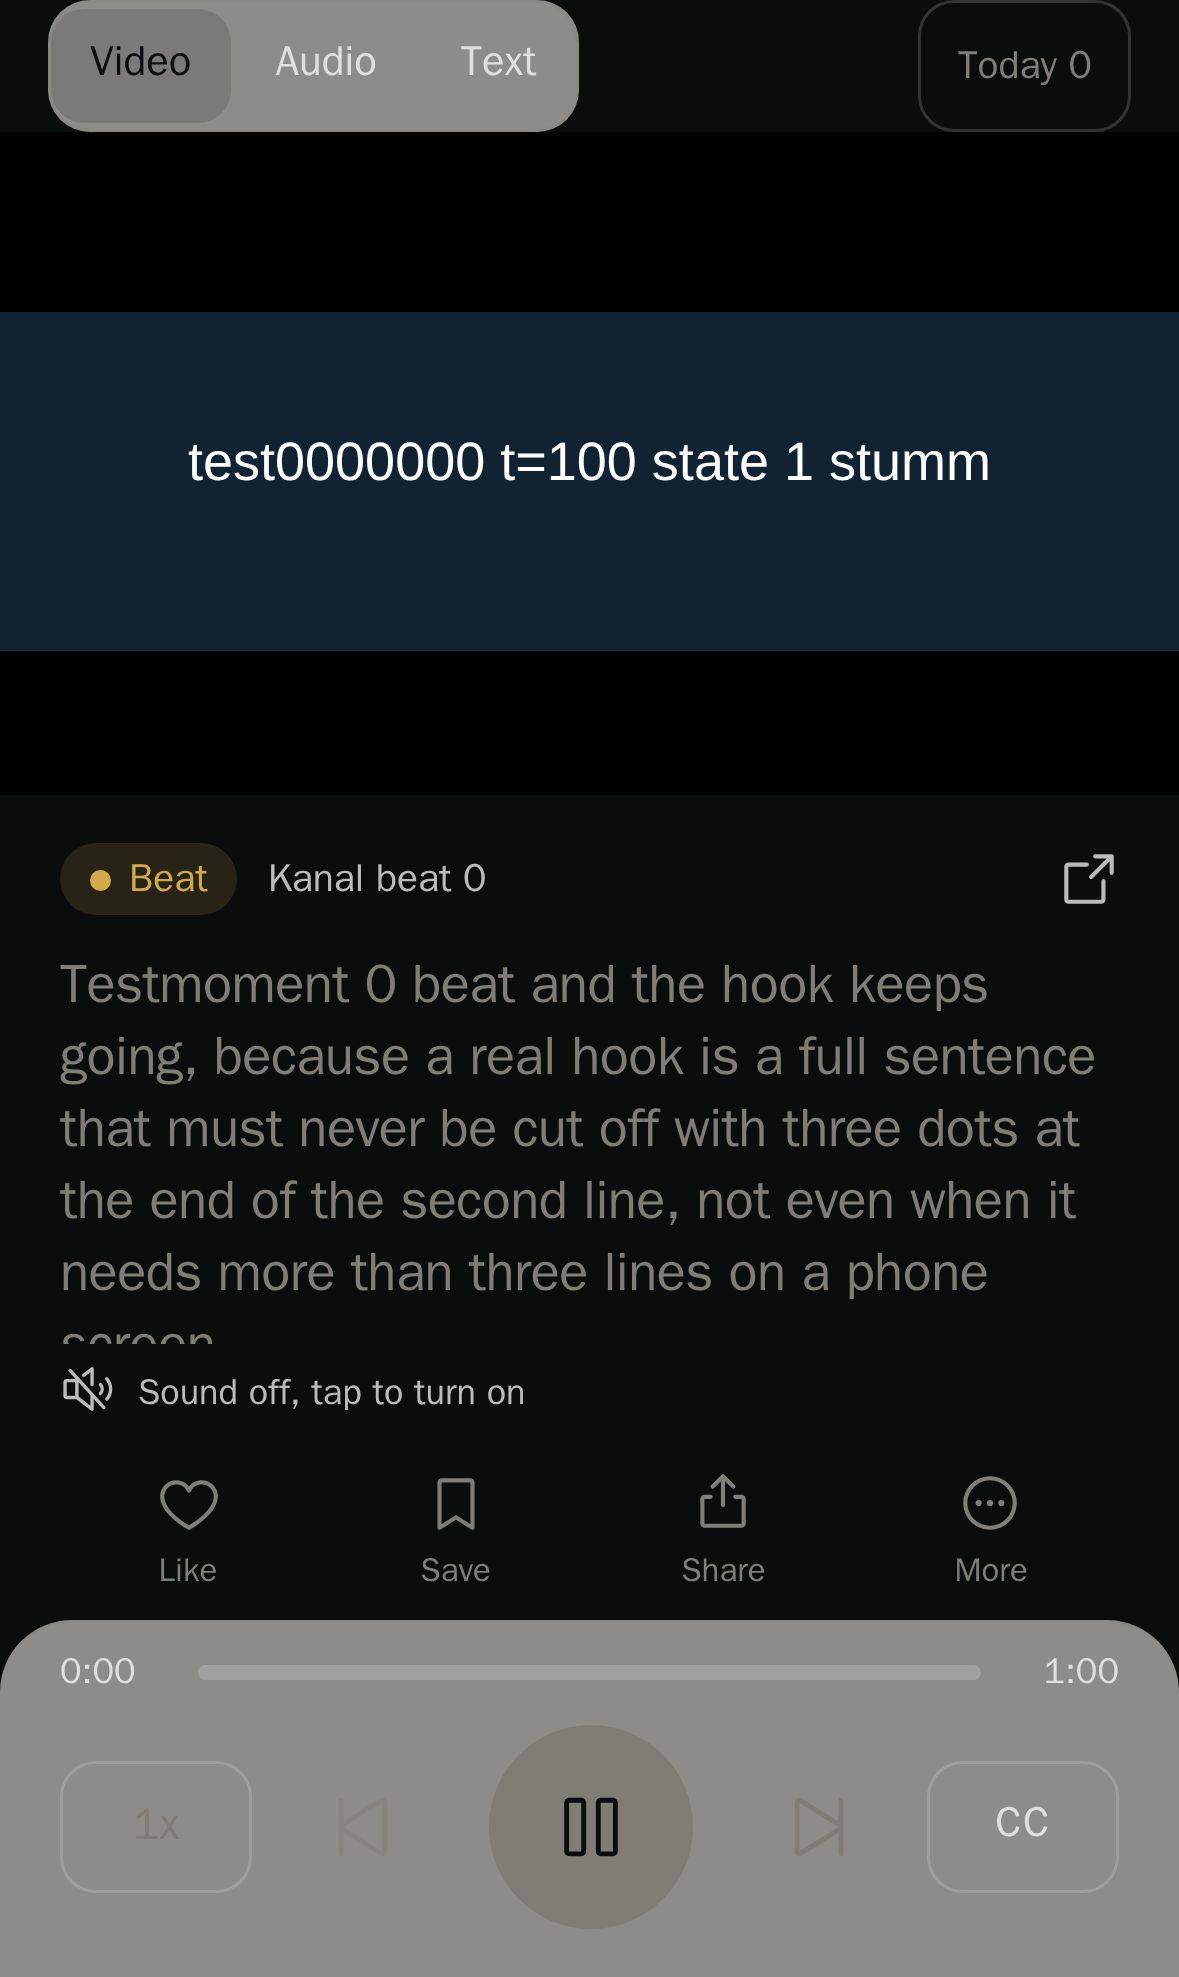 Video Audio Text Today 0
test0000000 t=100 state 1 stumm
Beat Kanal beat 0
Testmoment 0 beat and the hook keeps
going, because a real hook is a full sentence
that must never be cut off with three dots at
the end of the second line, not even when it
needs more than three lines on a phone
screen
Sound off, tap to turn on
Like Save Share More
0:00 1:00
1x CC